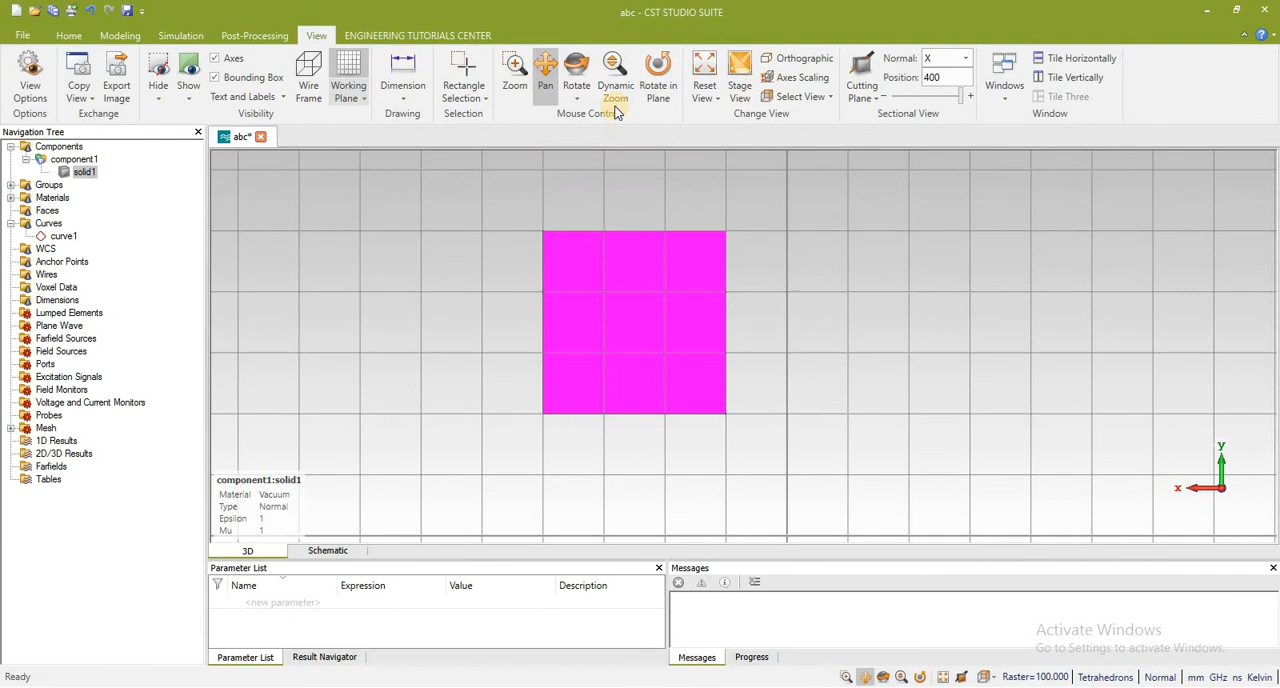 abc - CST STUDIO SUITE
File Home Modeling Simulation Post-Processing View ENGINEERING TUTORIALS CENTER
View Options
Copy View
Export Image
Hide
Show
Axes
Bounding Box
Text and Labels
Wire Frame
Working Plane
Dimension
Rectangle Selection
Zoom
Pan
Rotate
Dynamic Zoom
Rotate in Plane
Reset View
Stage View
Orthographic
Axes Scaling
Select View
Cutting Plane
Normal: X
Position: 400
Windows
Tile Horizontally
Tile Vertically
Tile Three
Options Exchange Visibility Drawing Selection Mouse Control Change View Sectional View Window
Navigation Tree
Components
component1
solid1
Groups
Materials
Faces
Curves
curve1
WCS
Anchor Points
Wires
Voxel Data
Dimensions
Lumped Elements
Plane Wave
Farfield Sources
Field Sources
Ports
Excitation Signals
Field Monitors
Voltage and Current Monitors
Probes
Mesh
1D Results
2D/3D Results
Farfields
Tables
abc*
y
x
component1:solid1
Material Vacuum
Type Normal
Epsilon 1
Mu 1
3D Schematic
Parameter List
Name Expression Value Description
<new parameter>
Parameter List Result Navigator
Messages
Activate Windows
Go to Settings to activate Windows.
Messages Progress
Ready
Raster=100.000 Tetrahedrons Normal mm GHz ns Kelvin